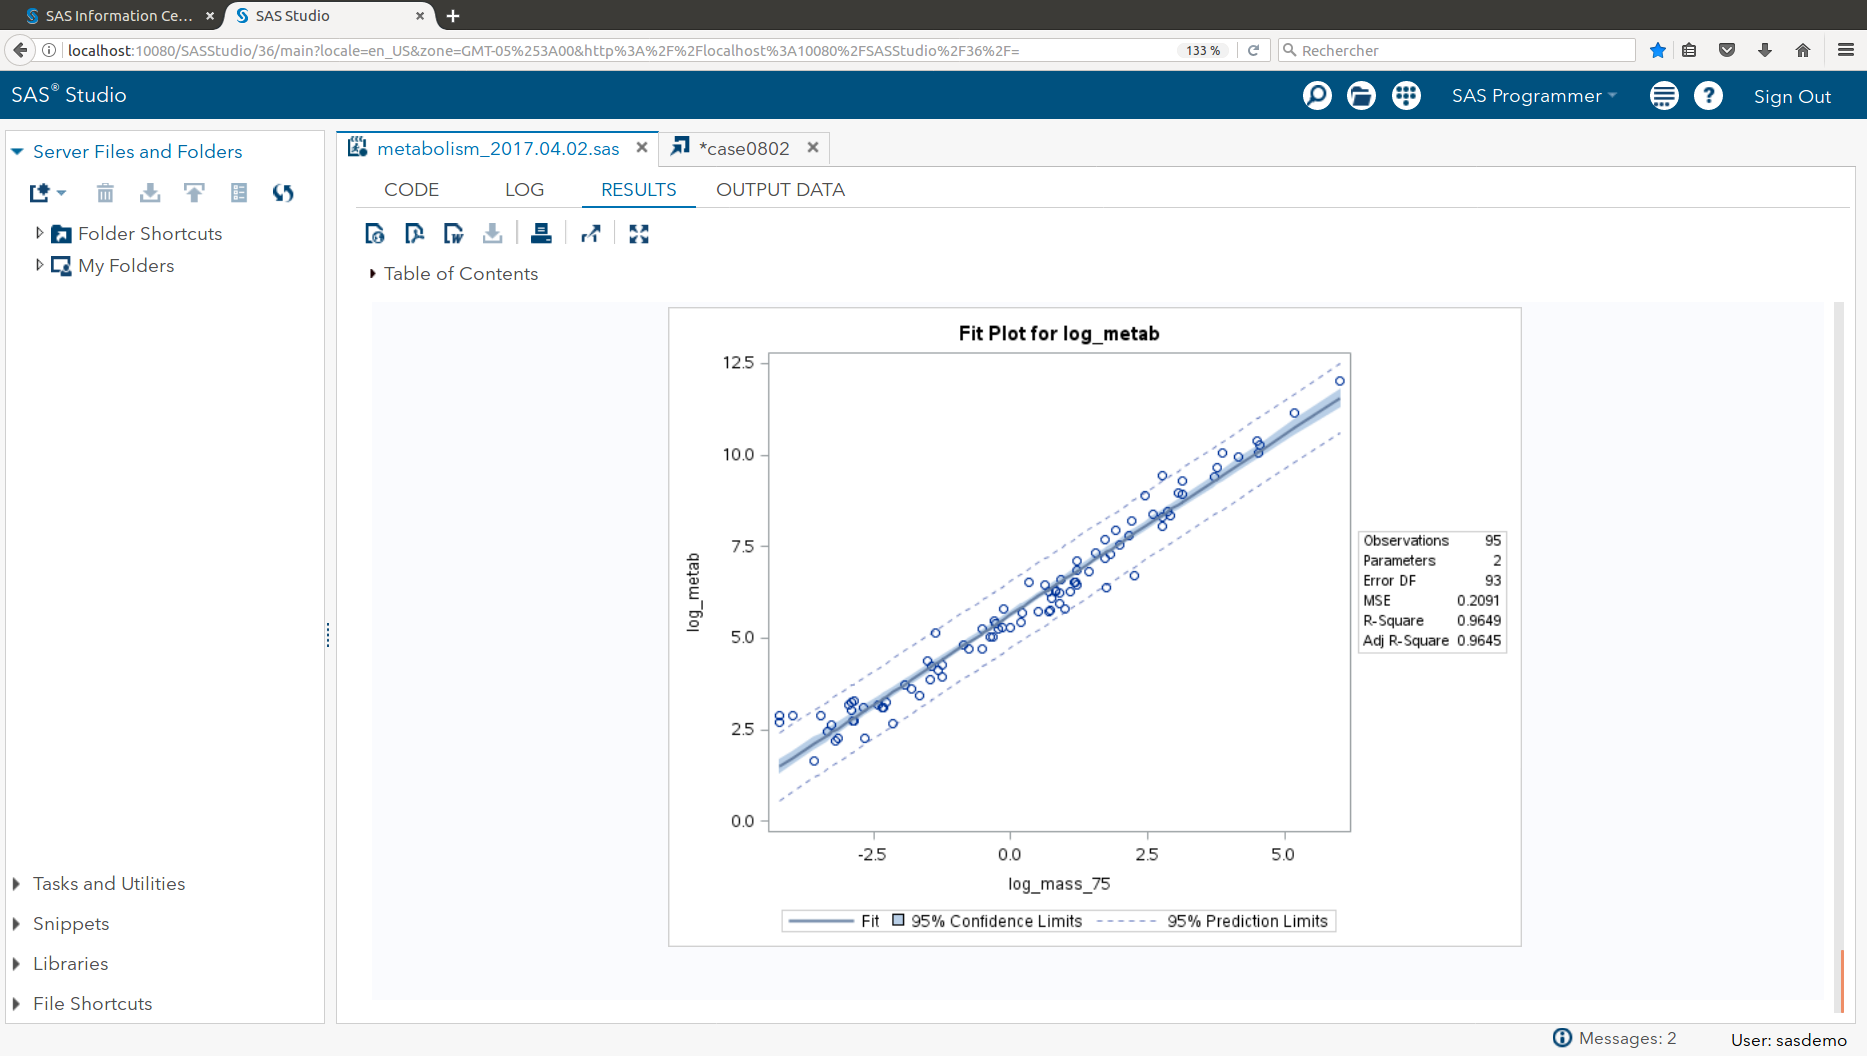 SAS Information Ce...
SAS Studio
localhost:10080/SASStudio/36/main?locale=en_US&zone=GMT-05%253A00&http%3A%2F%2Flocalhost%3A10080%2FSASStudio%2F36%2F=
133 %
Rechercher
SAS® Studio
SAS Programmer
Sign Out
Server Files and Folders
Folder Shortcuts
My Folders
Tasks and Utilities
Snippets
Libraries
File Shortcuts
metabolism_2017.04.02.sas
*case0802
CODE
LOG
RESULTS
OUTPUT DATA
Table of Contents
Fit Plot for log_metab
12.5
10.0
7.5
5.0
2.5
0.0
log_metab
-2.5
0.0
2.5
5.0
log_mass_75
Observations 95
Parameters 2
Error DF 93
MSE 0.2091
R-Square 0.9649
Adj R-Square 0.9645
Fit
95% Confidence Limits
95% Prediction Limits
Messages: 2
User: sasdemo